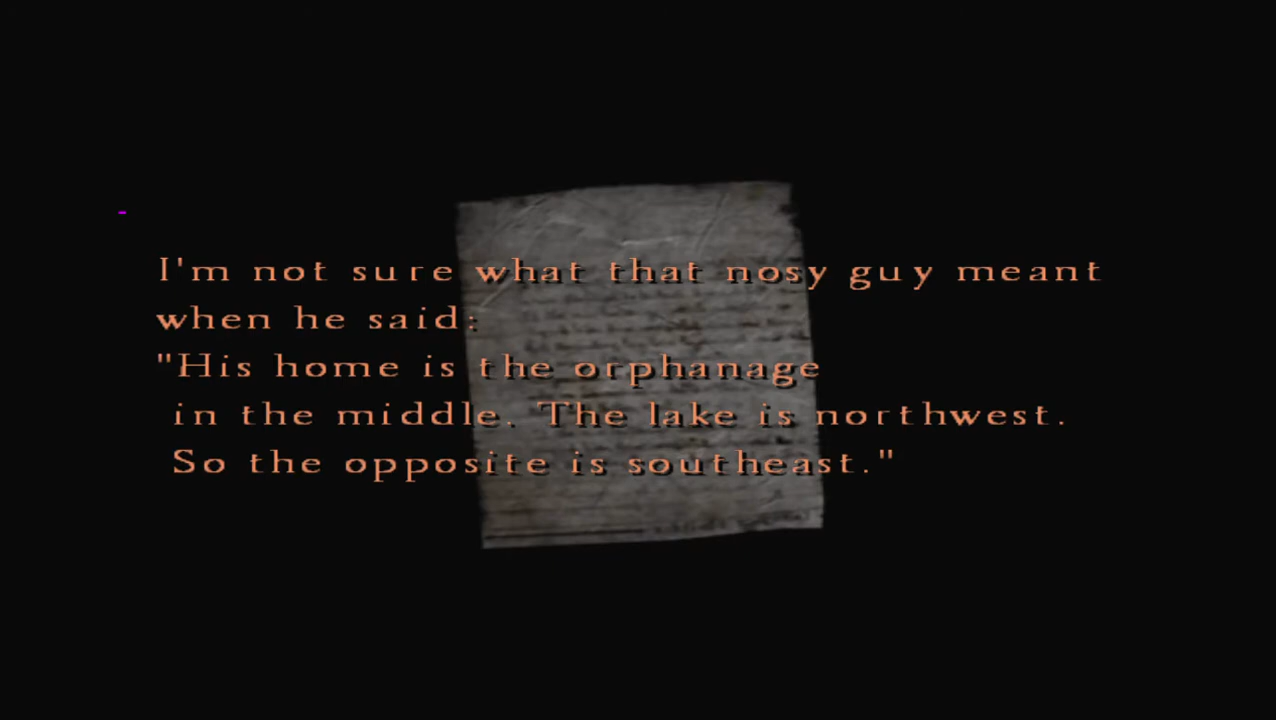 I'm not sure what that nosy guy meant
when he said:
"His home is the orphanage
in the middle. The lake is northwest.
So the opposite is southeast."